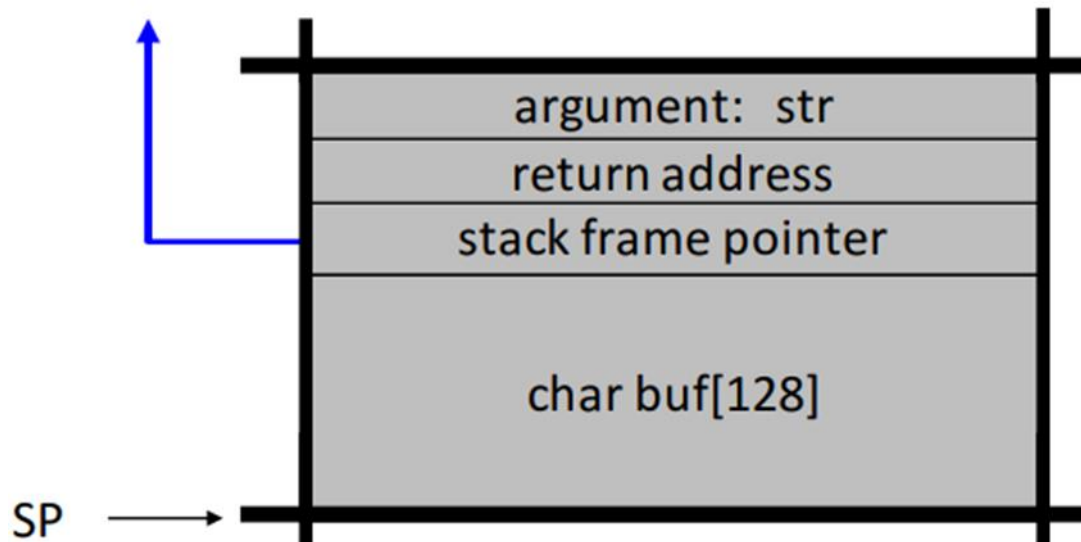 argument: str
return address
stack frame pointer
char buf[128]
SP